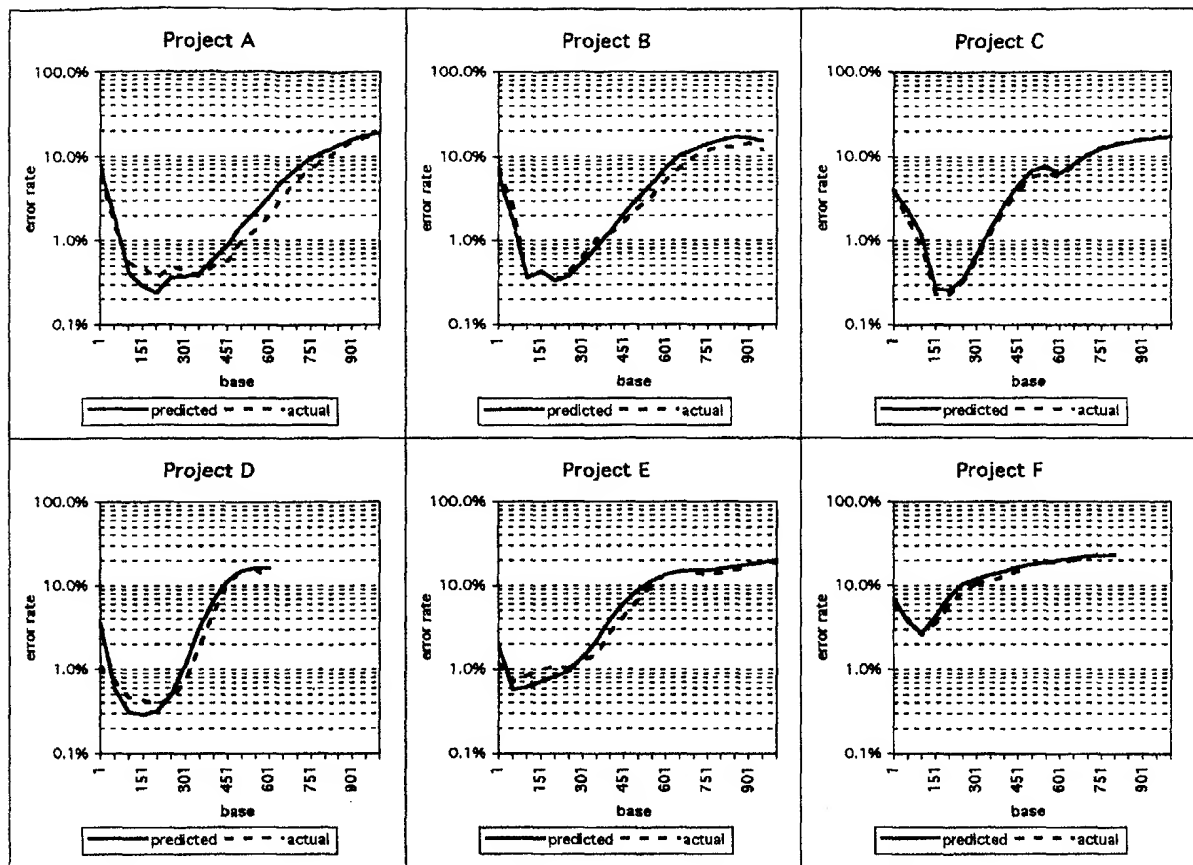 Project A
100.0%
10.0%
1.0%
0.1%
error rate
1
151
301
451
601
751
901
base
predicted
actual
Project B
100.0%
10.0%
1.0%
0.1%
error rate
1
151
301
451
601
751
901
base
predicted
actual
Project C
100.0%
10.0%
1.0%
0.1%
error rate
1
151
301
451
601
751
901
base
predicted
actual
Project D
100.0%
10.0%
1.0%
0.1%
error rate
1
151
301
451
601
751
901
base
predicted
actual
Project E
100.0%
10.0%
1.0%
0.1%
error rate
1
151
301
451
601
751
901
base
predicted
actual
Project F
100.0%
10.0%
1.0%
0.1%
error rate
1
151
301
451
601
751
901
base
predicted
actual